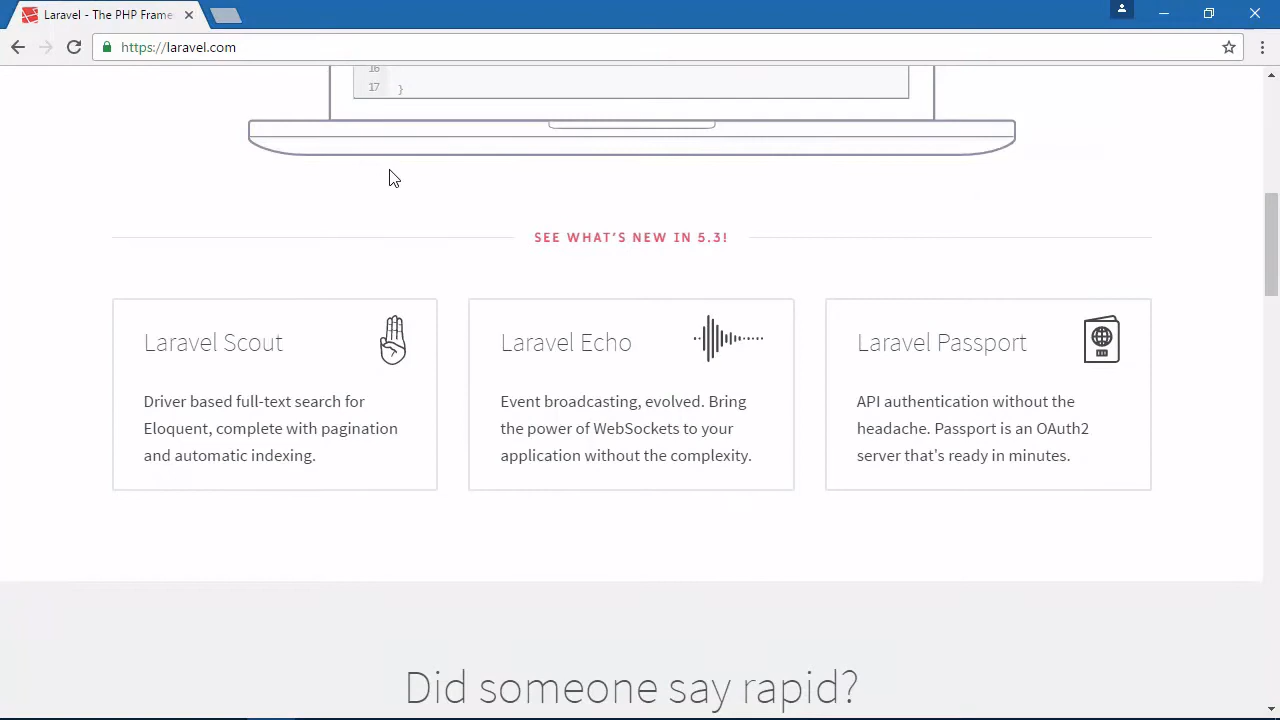 Laravel - The PHP Frame
https://laravel.com
16
17 }
SEE WHAT'S NEW IN 5.3!
Laravel Scout
Driver based full-text search for
Eloquent, complete with pagination
and automatic indexing.
Laravel Echo
Event broadcasting, evolved. Bring
the power of WebSockets to your
application without the complexity.
Laravel Passport
API authentication without the
headache. Passport is an OAuth2
server that's ready in minutes.
Did someone say rapid?